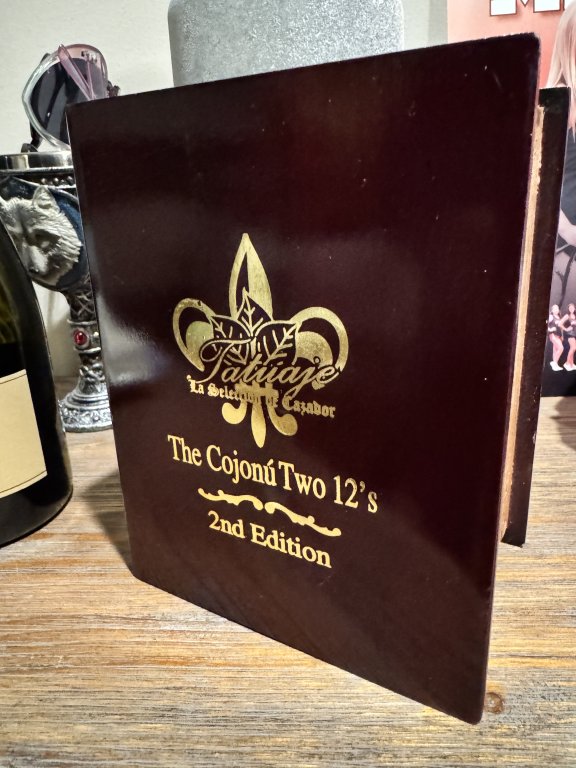 Tatuaje
La Selección de Cazador
The Cojonú Two 12's
2nd Edition